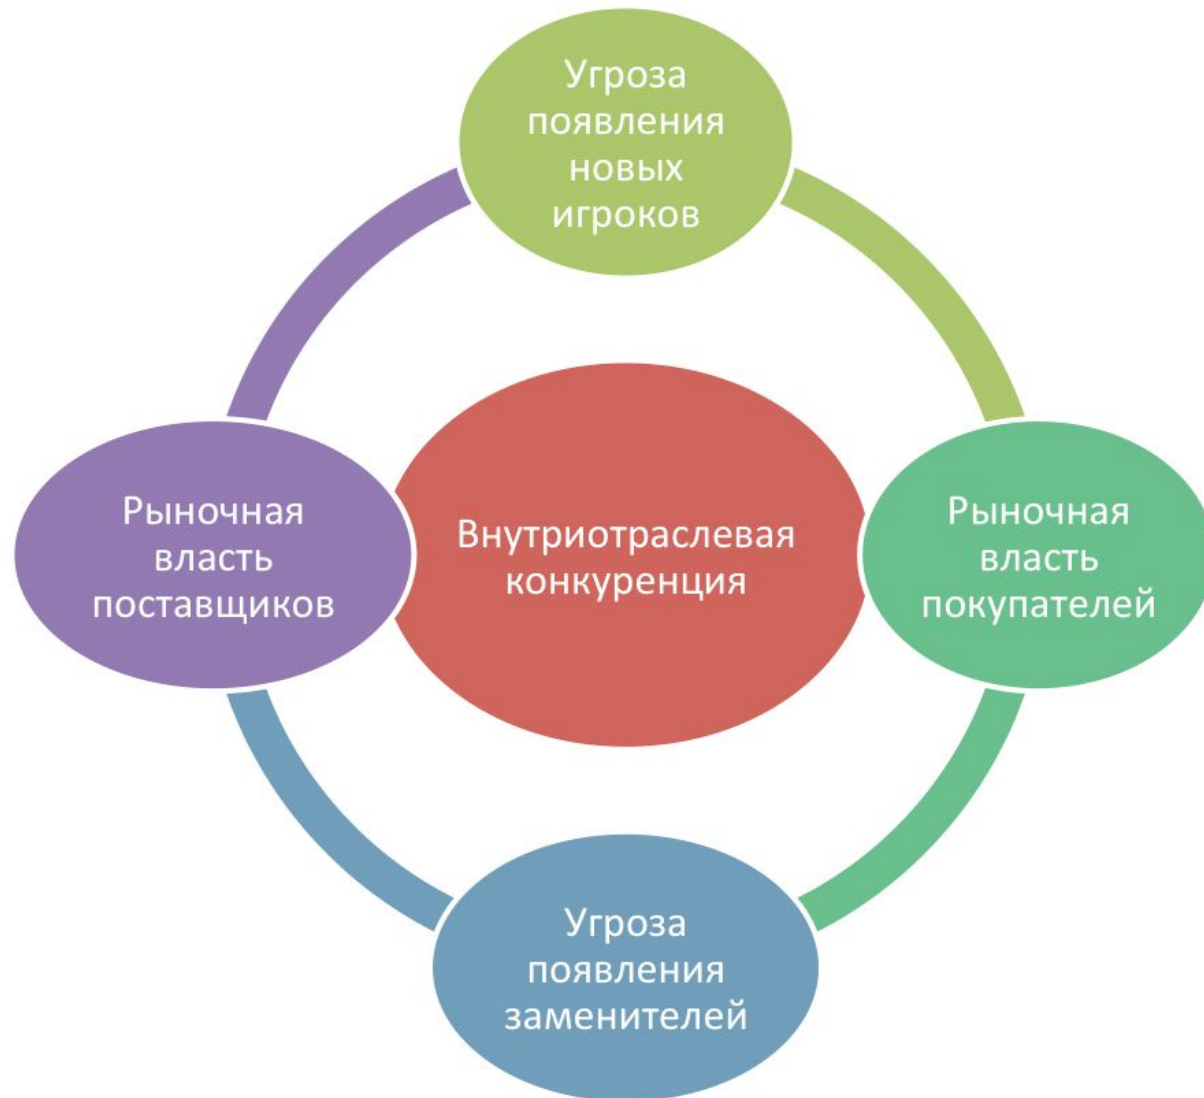 Угроза
появления
новых
игроков
Рыночная
власть
поставщиков
Внутриотраслевая
конкуренция
Рыночная
власть
покупателей
Угроза
появления
заменителей